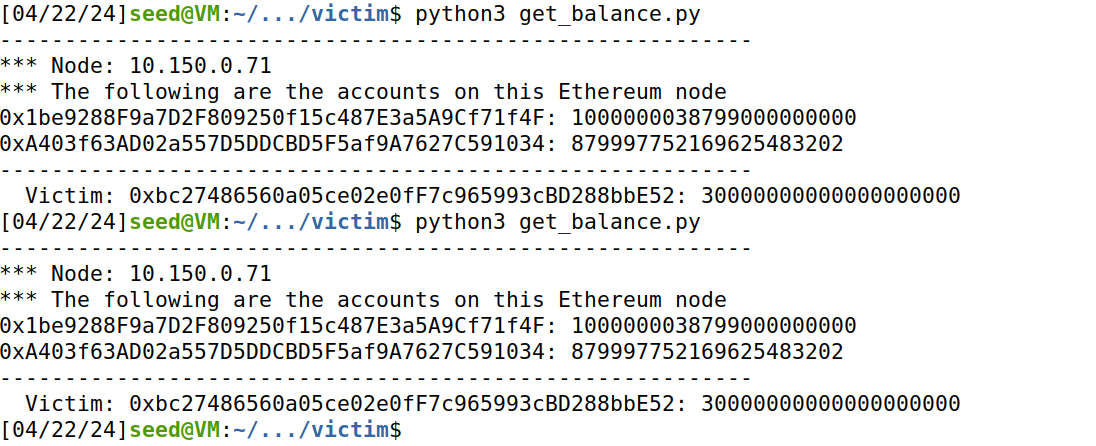 [04/22/24]seed@VM:~/.../victim$ python3 get_balance.py
----------------------------------------------------------
*** Node: 10.150.0.71
*** The following are the accounts on this Ethereum node
0x1be9288F9a7D2F809250f15c487E3a5A9Cf71f4F: 1000000038799000000000
0xA403f63AD02a557D5DDCBD5F5af9A7627C591034: 879997752169625483202
----------------------------------------------------------
  Victim: 0xbc27486560a05ce02e0fF7c965993cBD288bbE52: 30000000000000000000
[04/22/24]seed@VM:~/.../victim$ python3 get_balance.py
----------------------------------------------------------
*** Node: 10.150.0.71
*** The following are the accounts on this Ethereum node
0x1be9288F9a7D2F809250f15c487E3a5A9Cf71f4F: 1000000038799000000000
0xA403f63AD02a557D5DDCBD5F5af9A7627C591034: 879997752169625483202
----------------------------------------------------------
  Victim: 0xbc27486560a05ce02e0fF7c965993cBD288bbE52: 30000000000000000000
[04/22/24]seed@VM:~/.../victim$